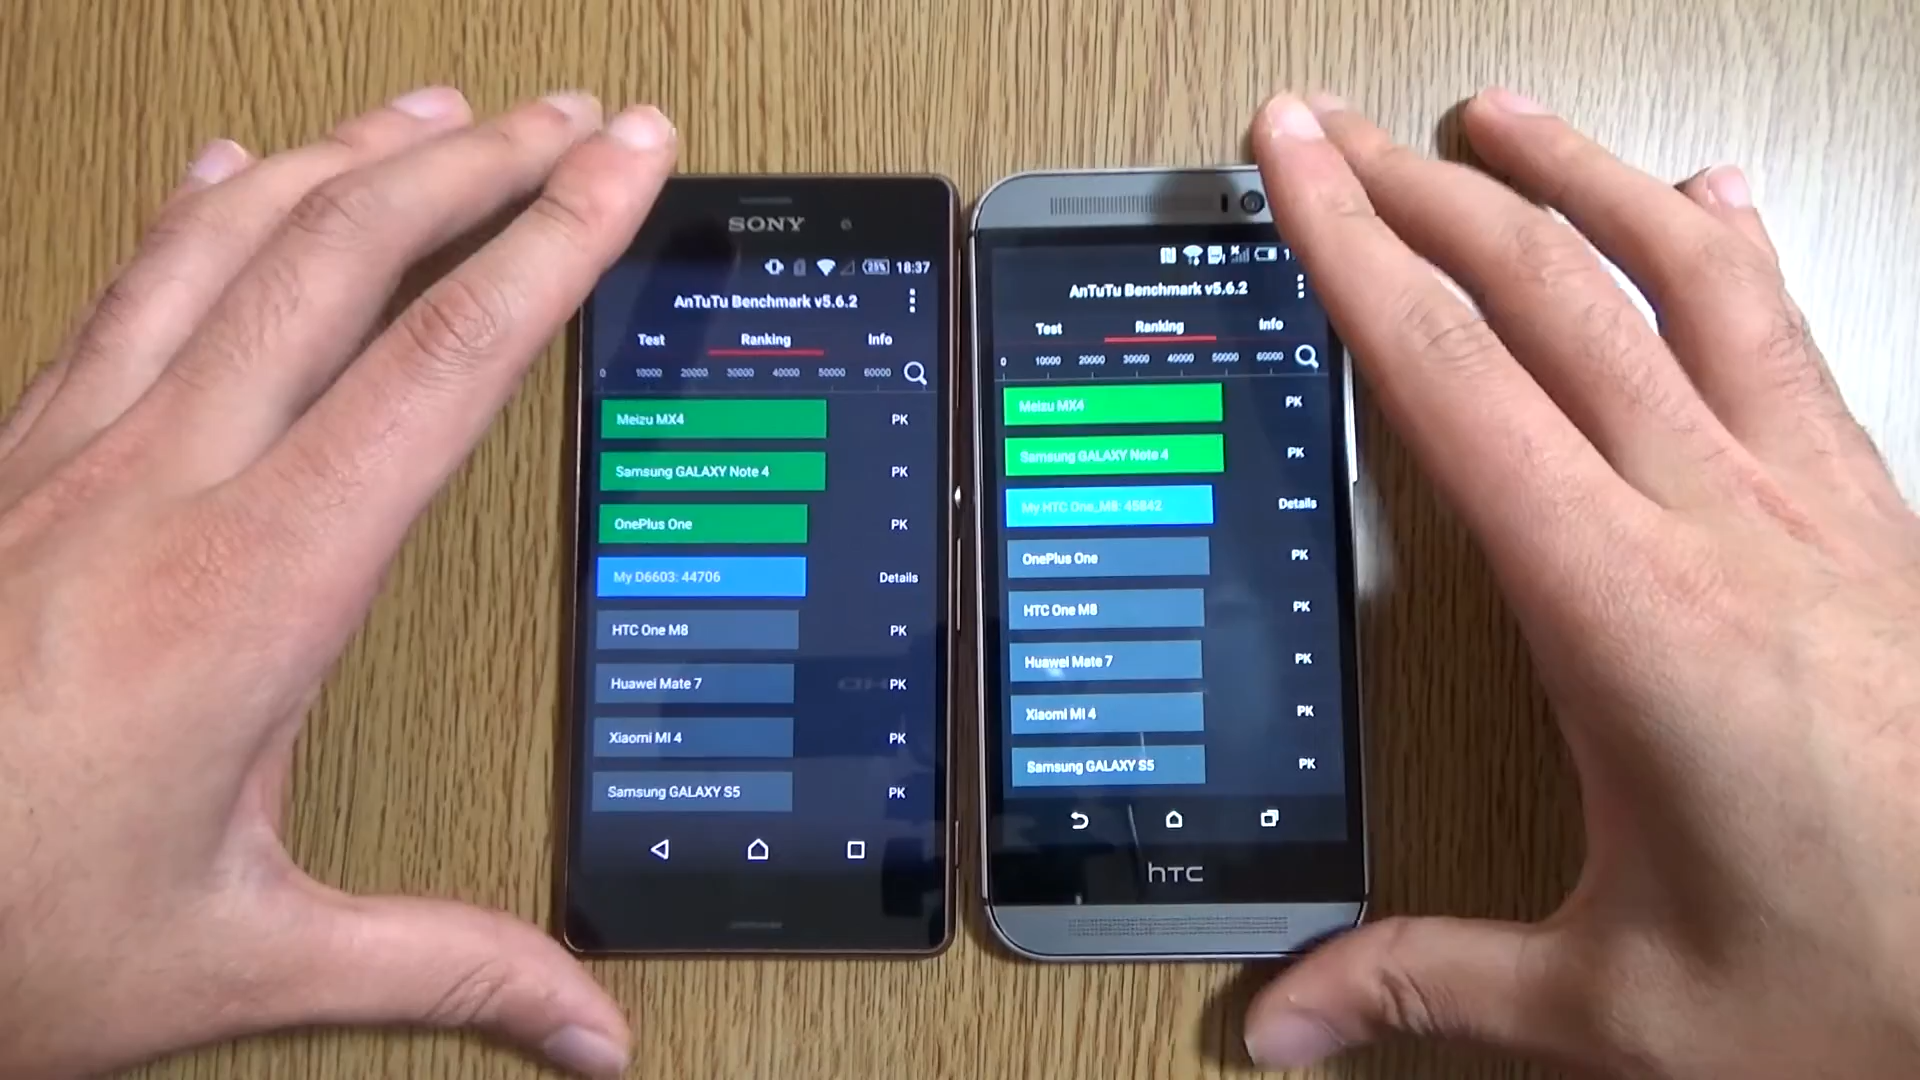 SONY
25% 18:37
AnTuTu Benchmark v5.6.2
Test Ranking Info
0 10000 20000 30000 40000 50000 60000
Meizu MX4 PK
Samsung GALAXY Note 4 PK
OnePlus One PK
My D6603: 44706 Details
HTC One M8 PK
Huawei Mate 7 PK
Xiaomi MI 4 PK
Samsung GALAXY S5 PK
AnTuTu Benchmark v5.6.2
Test Ranking Info
0 10000 20000 30000 40000 50000 60000
Meizu MX4 PK
Samsung GALAXY Note 4 PK
My HTC One_M8: 45842 Details
OnePlus One PK
HTC One M8 PK
Huawei Mate 7 PK
Xiaomi MI 4 PK
Samsung GALAXY S5 PK
hTC